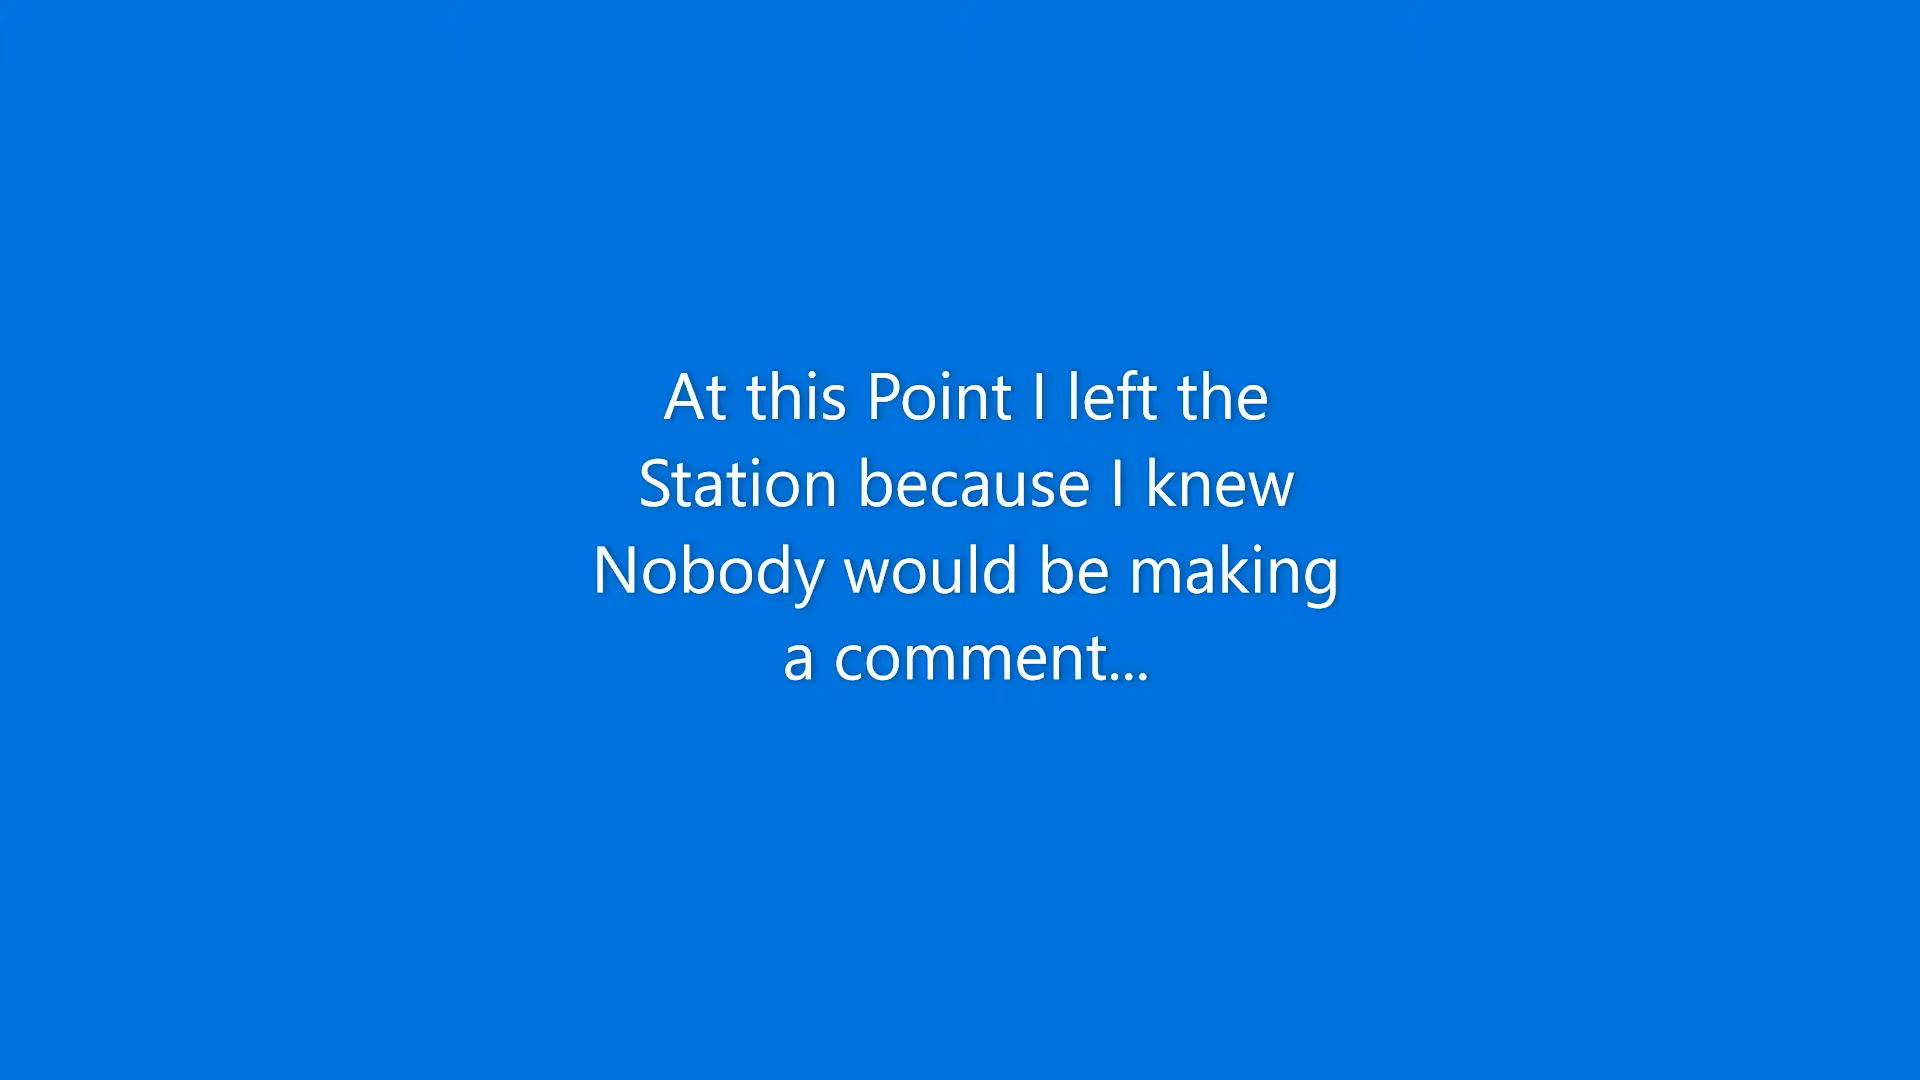 At this Point I left the
Station because I knew
Nobody would be making
a comment...